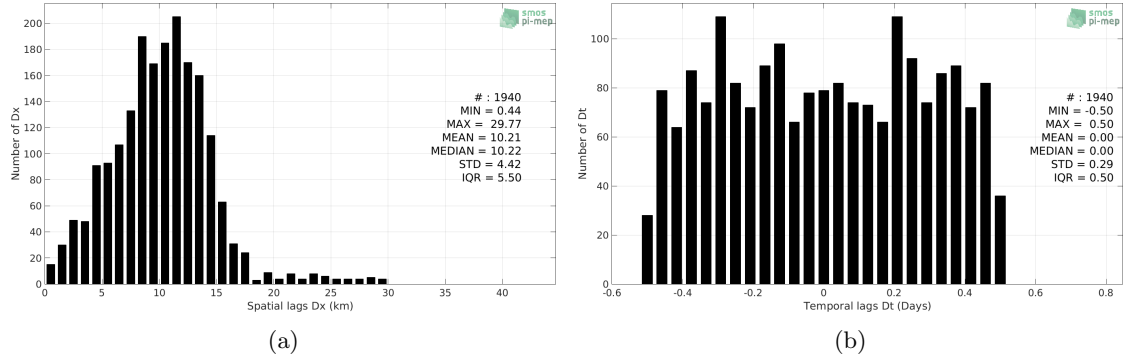 smos
pi-mep
Number of Dx
200
180
160
140
120
100
80
60
40
20
0
# : 1940
MIN = 0.44
MAX = 29.77
MEAN = 10.21
MEDIAN = 10.22
STD = 4.42
IQR = 5.50
0 5 10 15 20 25 30 35 40
Spatial lags Dx (km)
(a)
smos
pi-mep
Number of Dt
100
80
60
40
20
0
# : 1940
MIN = -0.50
MAX = 0.50
MEAN = 0.00
MEDIAN = 0.00
STD = 0.29
IQR = 0.50
-0.6 -0.4 -0.2 0 0.2 0.4 0.6 0.8
Temporal lags Dt (Days)
(b)